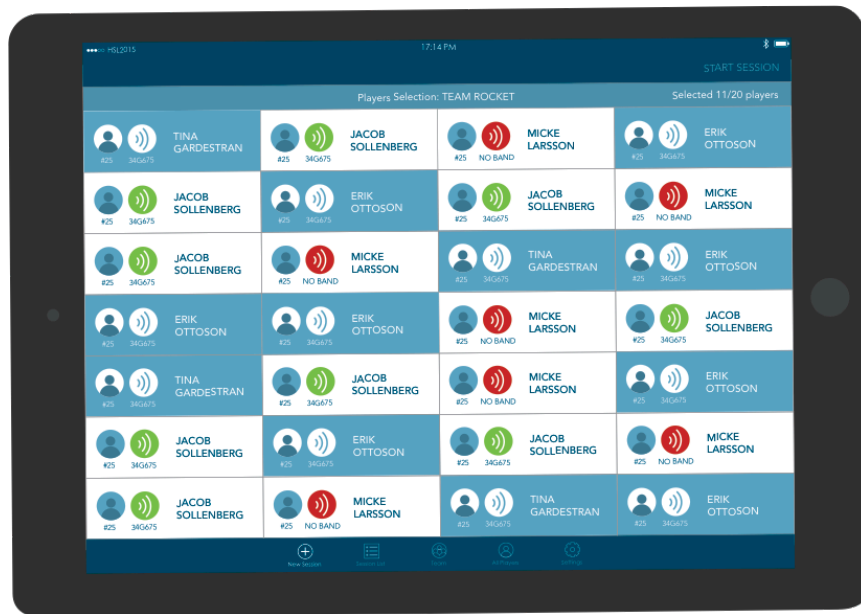 HSL2015
17:14 PM
START SESSION
Players Selection: TEAM ROCKET
Selected 11/20 players
TINA
GARDESTRAN
#25 34G675
JACOB
SOLLENBERG
#25 34G675
MICKE
LARSSON
#25 NO BAND
ERIK
OTTOSON
#25 34G675
JACOB
SOLLENBERG
#25 34G675
ERIK
OTTOSON
#25 34G675
JACOB
SOLLENBERG
#25 34G675
MICKE
LARSSON
#25 NO BAND
JACOB
SOLLENBERG
#25 34G675
MICKE
LARSSON
#25 NO BAND
TINA
GARDESTRAN
#25 34G675
ERIK
OTTOSON
#25 34G675
ERIK
OTTOSON
#25 34G675
ERIK
OTTOSON
#25 34G675
MICKE
LARSSON
#25 NO BAND
JACOB
SOLLENBERG
#25 34G675
TINA
GARDESTRAN
#25 34G675
JACOB
SOLLENBERG
#25 34G675
MICKE
LARSSON
#25 NO BAND
ERIK
OTTOSON
#25 34G675
JACOB
SOLLENBERG
#25 34G675
ERIK
OTTOSON
#25 34G675
JACOB
SOLLENBERG
#25 34G675
MICKE
LARSSON
#25 NO BAND
JACOB
SOLLENBERG
#25 34G675
MICKE
LARSSON
#25 NO BAND
TINA
GARDESTRAN
#25 34G675
ERIK
OTTOSON
#25 34G675
New Session
Session List
Team
All Players
Settings